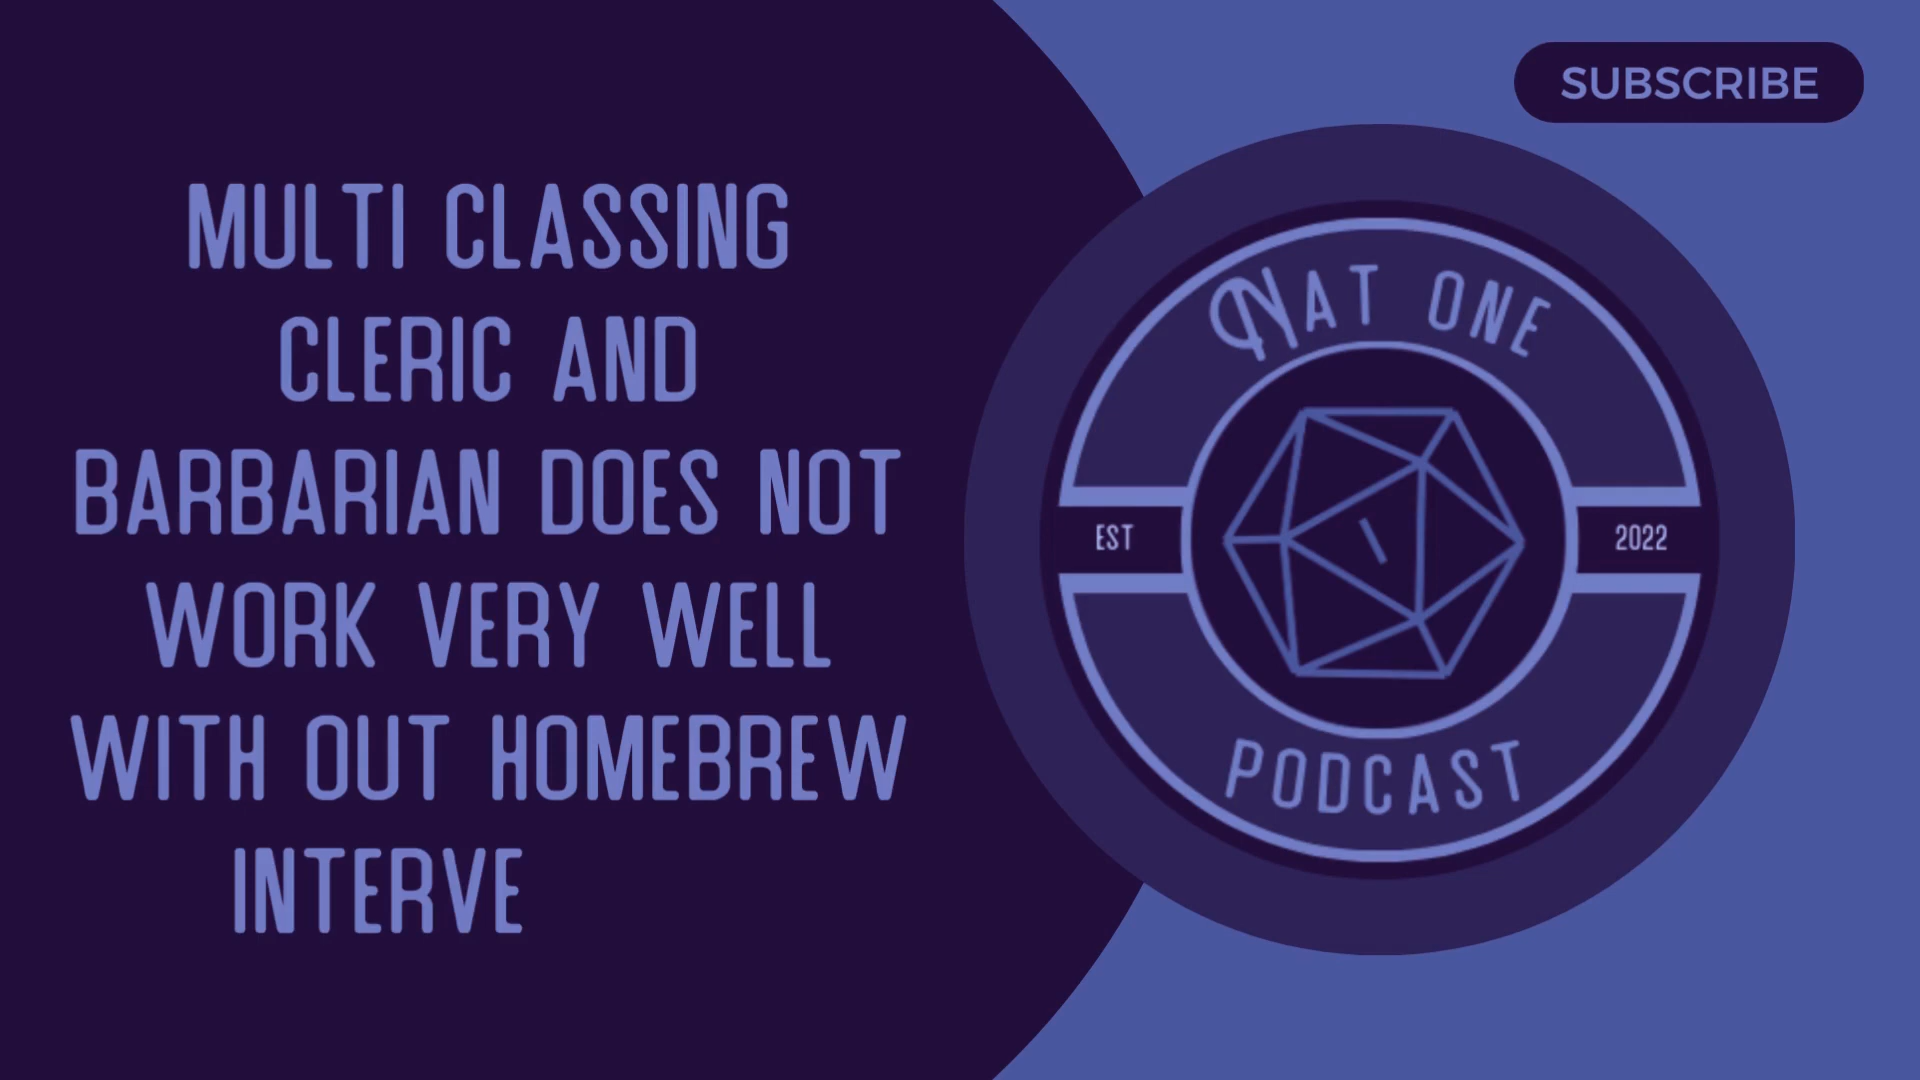 MULTI CLASSING
CLERIC AND
BARBARIAN DOES NOT
WORK VERY WELL
WITH OUT HOMEBREW
INTERVE
SUBSCRIBE
NAT ONE
EST
2022
PODCAST